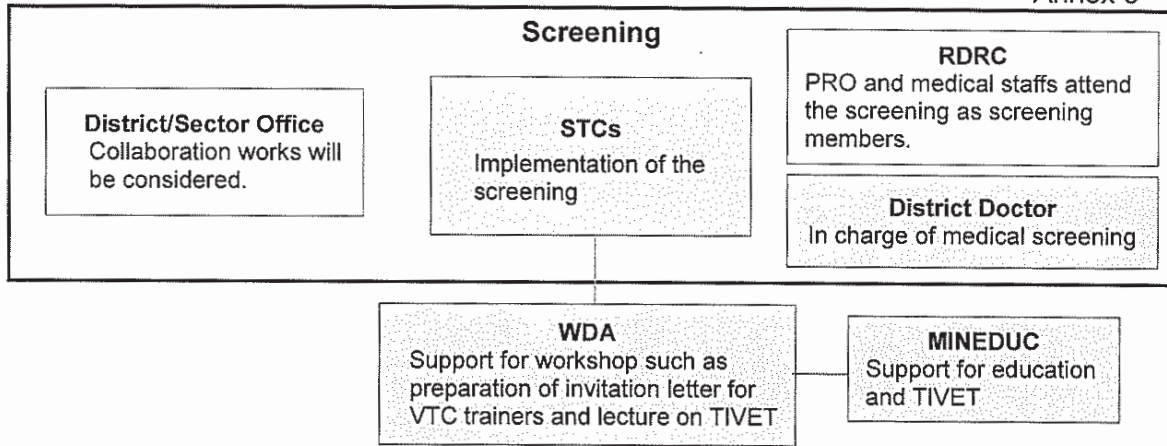 Screening
District/Sector Office
Collaboration works will
be considered.
STCs
Implementation of the
screening
RDRC
PRO and medical staffs attend
the screening as screening
members.
District Doctor
In charge of medical screening
WDA
Support for workshop such as
preparation of invitation letter for
VTC trainers and lecture on TIVET
MINEDUC
Support for education
and TIVET